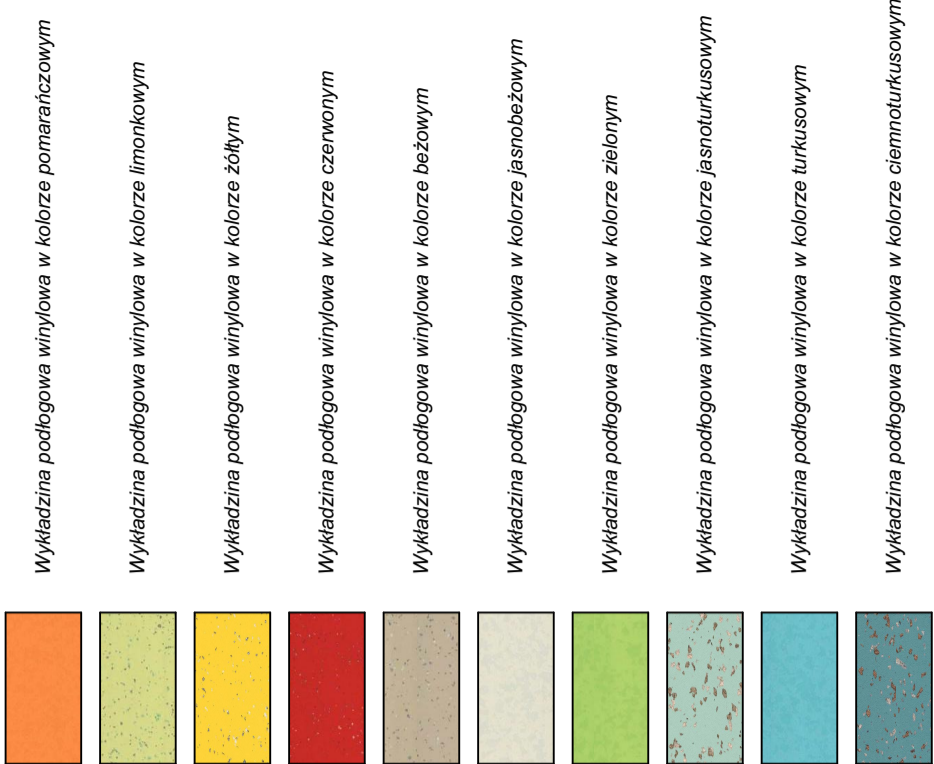 Wykładzina podłogowa winylowa w kolorze pomarańczowym
Wykładzina podłogowa winylowa w kolorze limonkowym
Wykładzina podłogowa winylowa w kolorze żółtym
Wykładzina podłogowa winylowa w kolorze czerwonym
Wykładzina podłogowa winylowa w kolorze beżowym
Wykładzina podłogowa winylowa w kolorze jasnobeżowym
Wykładzina podłogowa winylowa w kolorze zielonym
Wykładzina podłogowa winylowa w kolorze jasnoturkusowym
Wykładzina podłogowa winylowa w kolorze turkusowym
Wykładzina podłogowa winylowa w kolorze ciemnoturkusowym